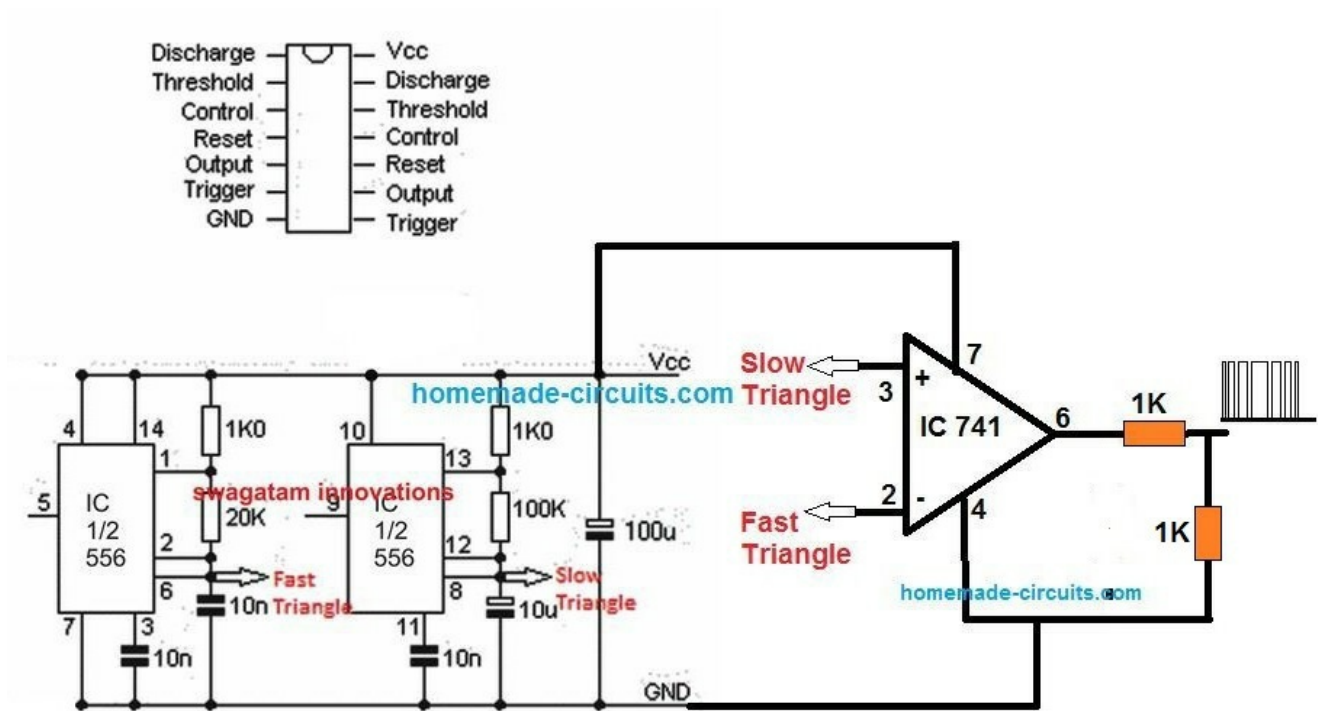 Discharge
Threshold
Control
Reset
Output
Trigger
GND
Vcc
Discharge
Threshold
Control
Reset
Output
Trigger
Vcc
homemade-circuits.com
4
14
1
5
IC
1/2
556
2
6
7
3
1K0
20K
swagatam innovations
Fast
Triangle
10n
10n
10
13
9
IC
1/2
556
12
8
11
1K0
100K
Slow
Triangle
10u
10n
100u
GND
Slow
Triangle
3
+
7
IC 741
6
2
-
4
Fast
Triangle
1K
1K
homemade-circuits.com